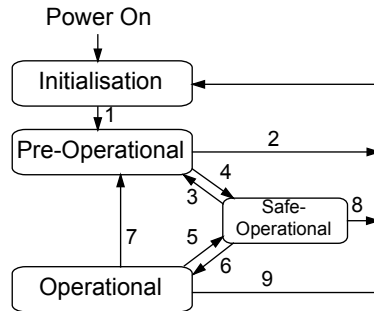 Power On
Initialisation
1
Pre-Operational
2
4
3
Safe-
Operational
8
7
5
6
Operational
9